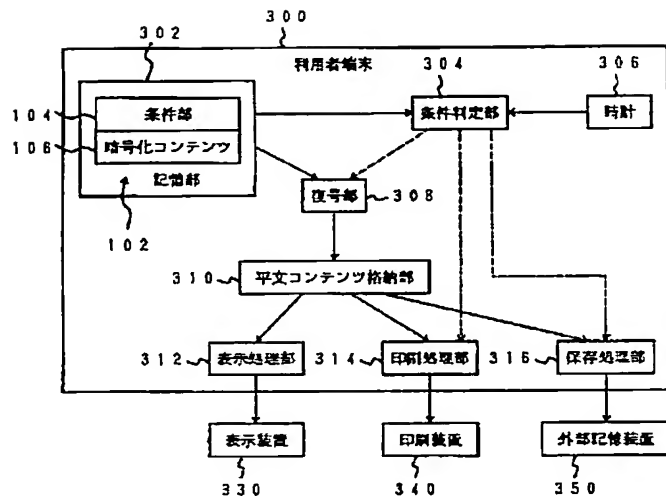 300
302
利用者端末
304
306
104
条件部
条件判定部
時計
106
暗号化コンテンツ
記憶部
復号部
308
102
310
平文コンテンツ格納部
312
表示処理部
314
印刷処理部
316
保存処理部
表示装置
印刷装置
外部記憶装置
330
340
350